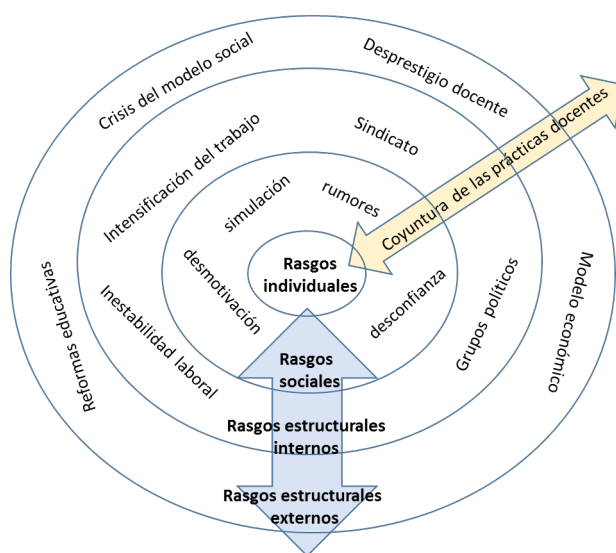 Crisis del modelo social
Desprestigio docente
Coyuntura de las prácticas docentes
Intensificación del trabajo
Sindicato
simulación
rumores
Rasgos
individuales
desmotivación
desconfianza
Reformas educativas
Inestabilidad laboral
Grupos políticos
Modelo económico
Rasgos
sociales
Rasgos estructurales
internos
Rasgos estructurales
externos